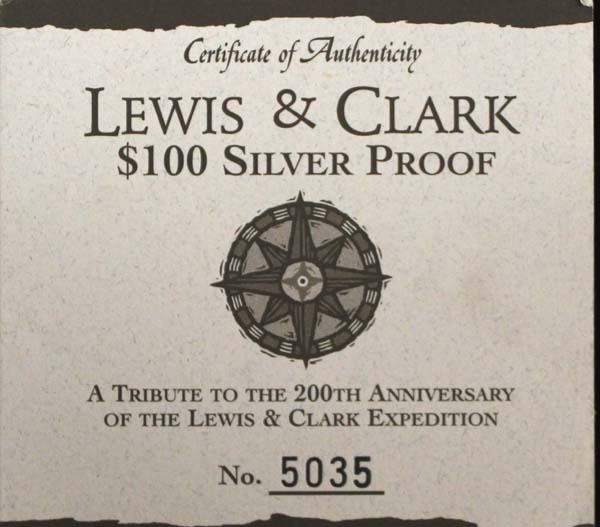 Certificate of Authenticity
LEWIS & CLARK
$100 SILVER PROOF
A TRIBUTE TO THE 200TH ANNIVERSARY
OF THE LEWIS & CLARK EXPEDITION
No. 5035